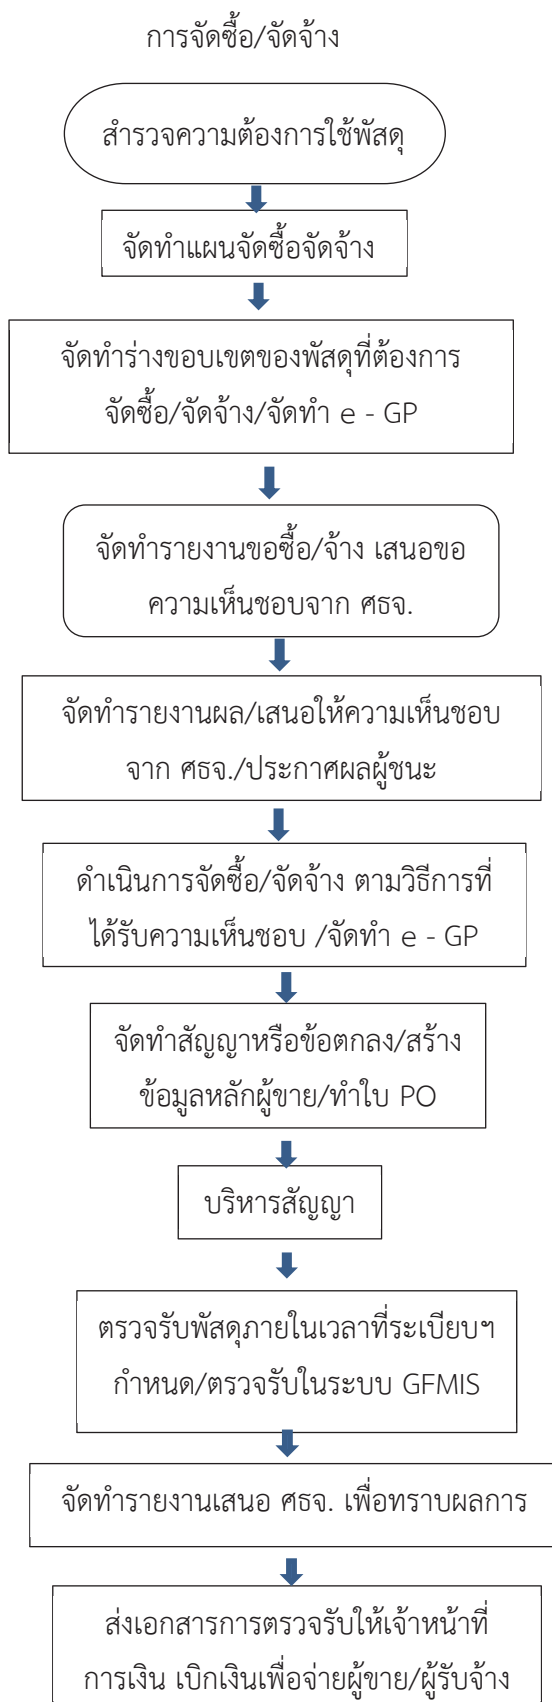 การจัดซื้อ/จัดจ้าง
สำรวจความต้องการใช้พัสดุ
จัดทำแผนจัดซื้อจัดจ้าง
จัดทำร่างขอบเขตของพัสดุที่ต้องการ
จัดซื้อ/จัดจ้าง/จัดทำ e - GP
จัดทำรายงานขอซื้อ/จ้าง เสนอขอ
ความเห็นชอบจาก ศธจ.
จัดทำรายงานผล/เสนอให้ความเห็นชอบ
จาก ศธจ./ประกาศผลผู้ชนะ
ดำเนินการจัดซื้อ/จัดจ้าง ตามวิธีการที่
ได้รับความเห็นชอบ /จัดทำ e - GP
จัดทำสัญญาหรือข้อตกลง/สร้าง
ข้อมูลหลักผู้ขาย/ทำใบ PO
บริหารสัญญา
ตรวจรับพัสดุภายในเวลาที่ระเบียบฯ
กำหนด/ตรวจรับในระบบ GFMIS
จัดทำรายงานเสนอ ศธจ. เพื่อทราบผลการ
ส่งเอกสารการตรวจรับให้เจ้าหน้าที่
การเงิน เบิกเงินเพื่อจ่ายผู้ขาย/ผู้รับจ้าง